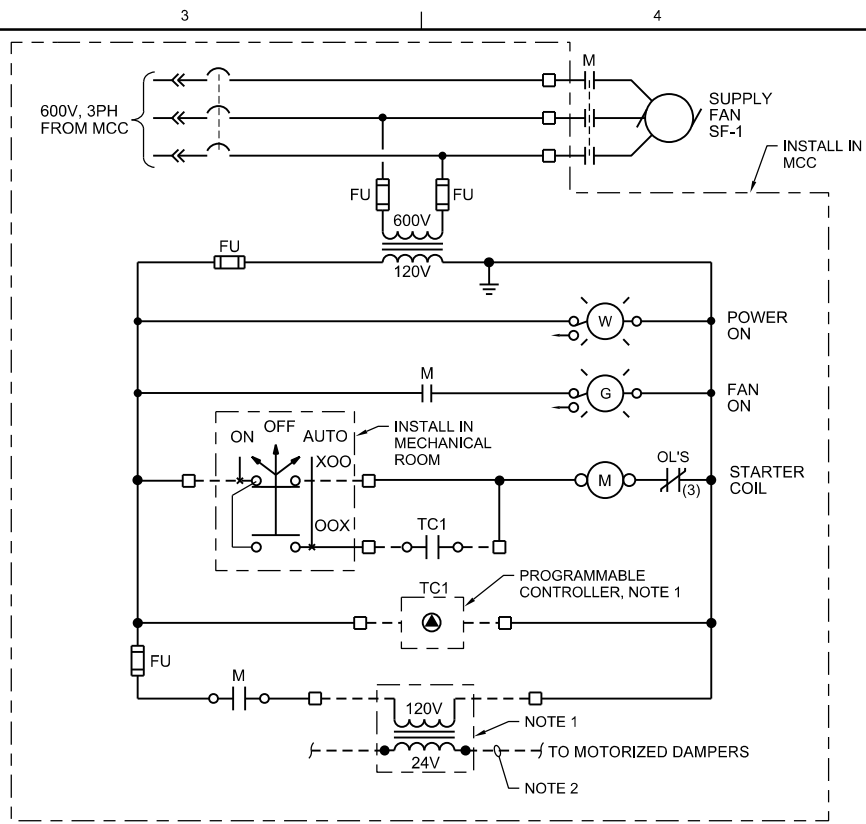 3
4
M
600V, 3PH
FROM MCC
SUPPLY
FAN
SF-1
INSTALL IN
MCC
FU
FU
600V
FU
120V
W
POWER
ON
M
G
FAN
ON
ON
OFF
AUTO
INSTALL IN
MECHANICAL
ROOM
XOO
M
OL'S
(3)
STARTER
COIL
OOX
TC1
TC1
PROGRAMMABLE
CONTROLLER, NOTE 1
FU
M
120V
NOTE 1
24V
TO MOTORIZED DAMPERS
NOTE 2